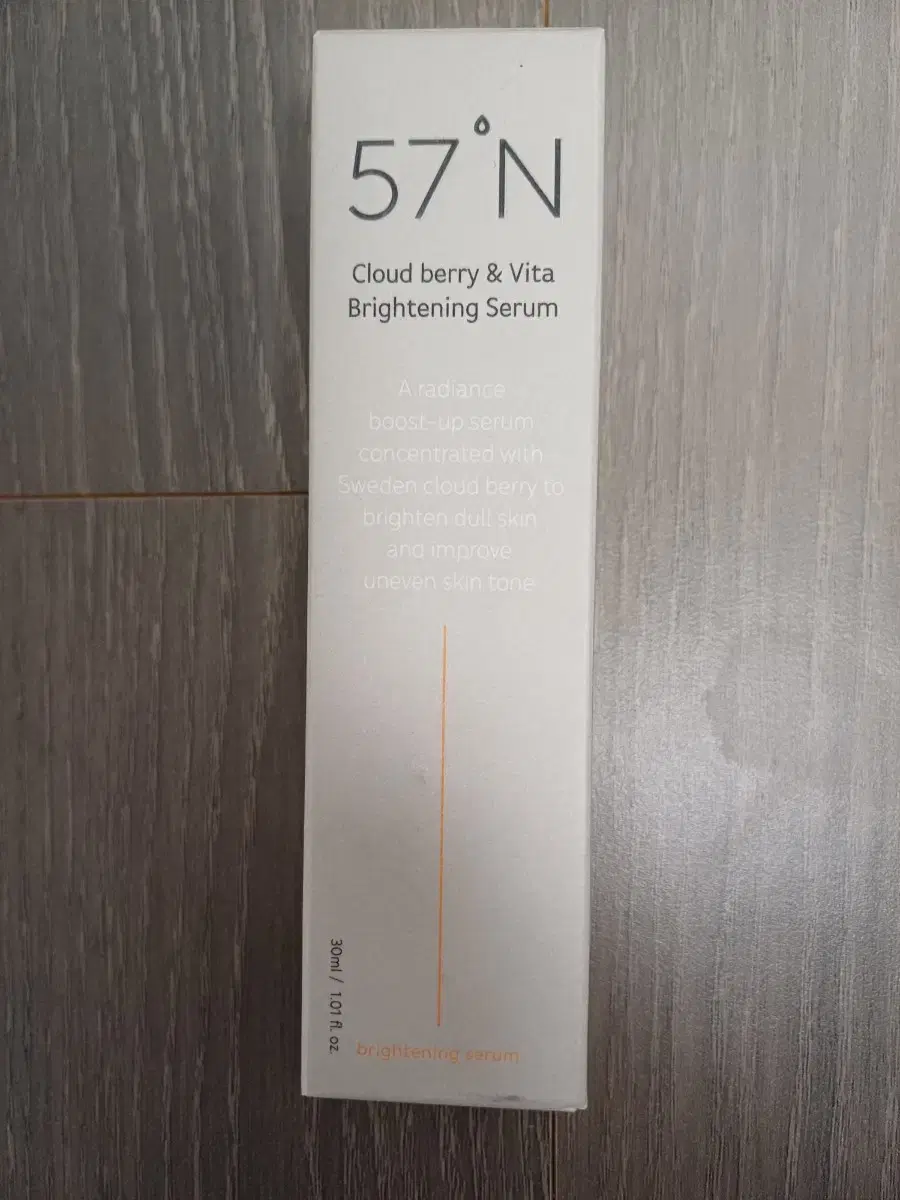 57°N
Cloud berry & Vita
Brightening Serum
A radiance
boost-up serum
concentrated with
Sweden cloud berry to
brighten dull skin
and improve
uneven skin tone
30ml / 1.01 fl. oz.
brightening serum